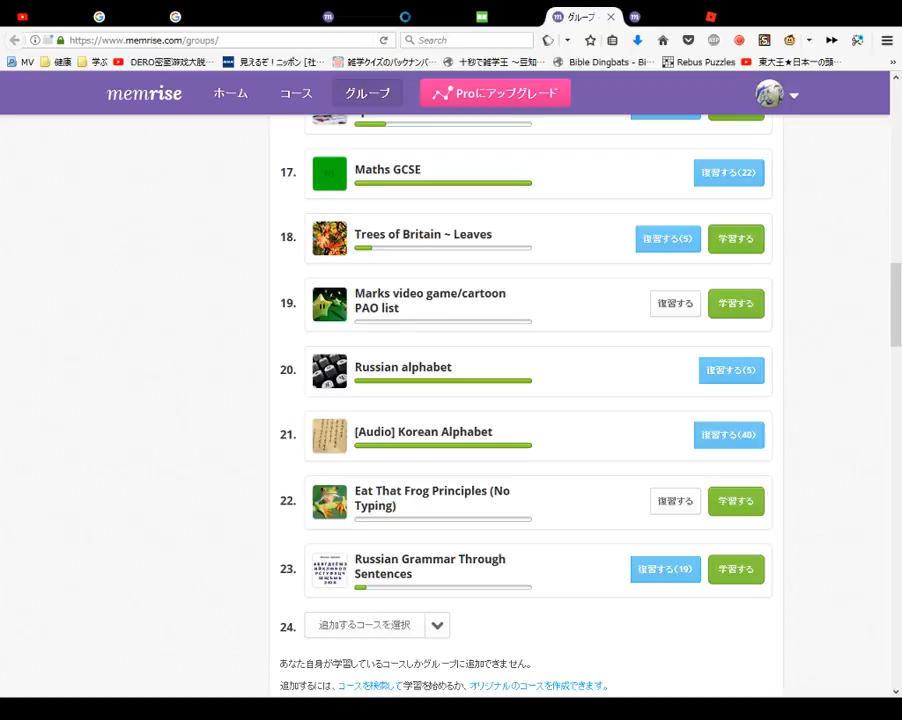 グループ
https://www.memrise.com/groups/
Search
MV
健康
学ぶ
DERO密室游戏大脱...
見えるぞ！ニッポン [社...
雑学クイズのバックナンバ...
十秒で雑学王 ～豆知...
Bible Dingbats - Bi...
Rebus Puzzles
東大王★日本一の頭...
memrise
ホーム
コース
グループ
Proにアップグレード
17.
Maths GCSE
復習する(22)
18.
Trees of Britain ~ Leaves
復習する(5)
学習する
19.
Marks video game/cartoon
PAO list
復習する
学習する
20.
Russian alphabet
復習する(5)
21.
[Audio] Korean Alphabet
復習する(40)
22.
Eat That Frog Principles (No
Typing)
復習する
学習する
23.
Russian Grammar Through
Sentences
復習する(19)
学習する
24.
追加するコースを選択
あなた自身が学習しているコースしかグループに追加できません。
追加するには、コースを検索して学習を始めるか、オリジナルのコースを作成できます。